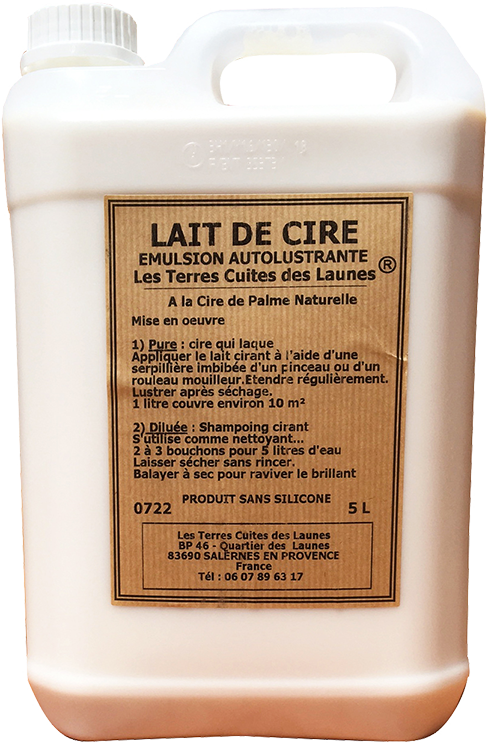 LAIT DE CIRE
EMULSION AUTOLUSTRANTE
Les Terres Cuites des Launes ®
A la Cire de Palme Naturelle
Mise en oeuvre
1) Pure : cire qui laque
Appliquer le lait cirant à l'aide d'une
serpillière imbibée d'un pinceau ou d'un
rouleau mouilleur.Etendre régulièrement.
Lustrer après séchage.
1 litre couvre environ 10 m²
2) Diluée : Shampoing cirant
S'utilise comme nettoyant...
2 à 3 bouchons pour 5 litres d'eau
Laisser sécher sans rincer.
Balayer à sec pour raviver le brillant
PRODUIT SANS SILICONE
0722 5 L
Les Terres Cuites des Launes
BP 46 - Quartier des Launes
83690 SALERNES EN PROVENCE
France
Tél : 06 07 89 63 17